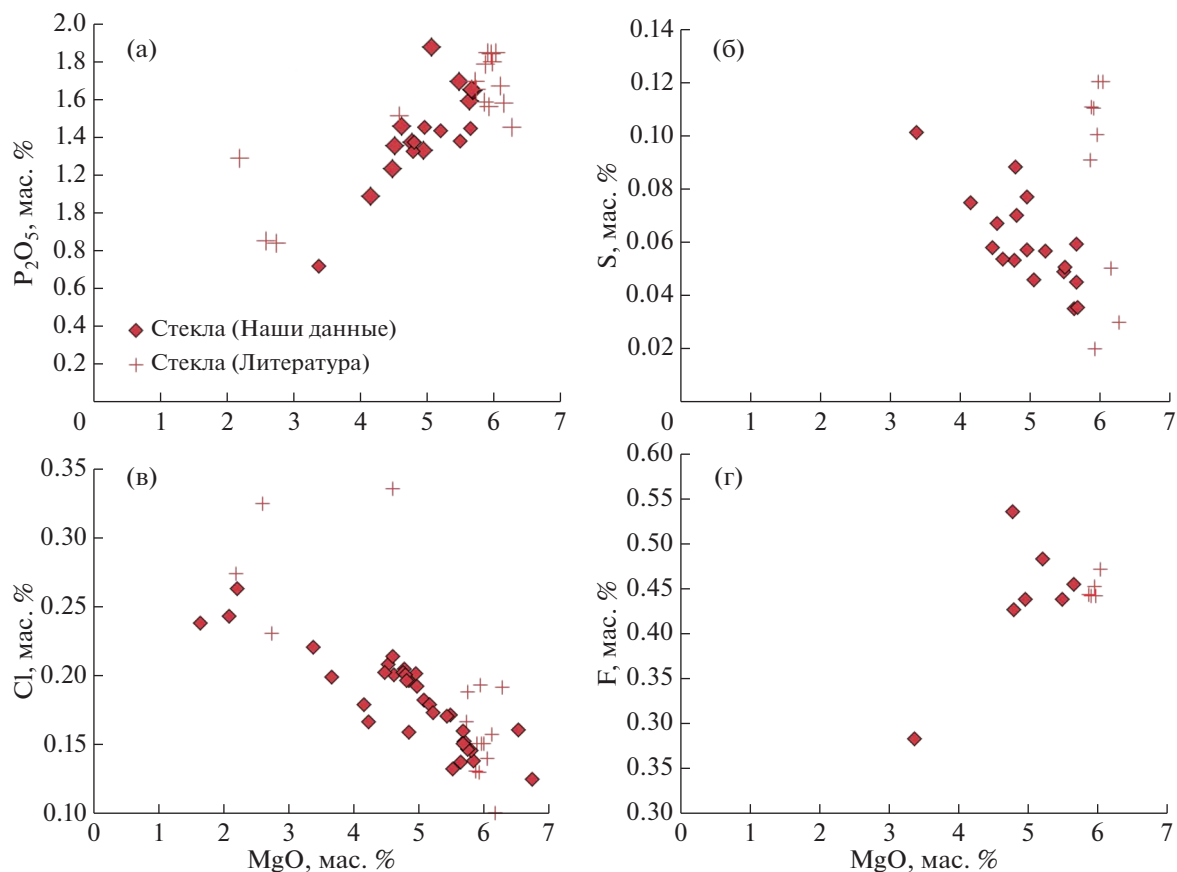 (а)
P₂O₅, мас. %
2.0
1.8
1.6
1.4
1.2
1.8
0.8
0.6
0.4
0.2
Стекла (Наши данные)
Стекла (Литература)
0 1 2 3 4 5 6 7
(б)
S, мас. %
0.14
0.12
0.10
0.08
0.06
0.04
0.02
0 1 2 3 4 5 6 7
(в)
Cl, мас. %
0.35
0.30
0.25
0.20
0.15
0.10
0 1 2 3 4 5 6 7
MgO, мас. %
(г)
F, мас. %
0.60
0.55
0.50
0.45
0.40
0.35
0.30
0 1 2 3 4 5 6 7
MgO, мас. %